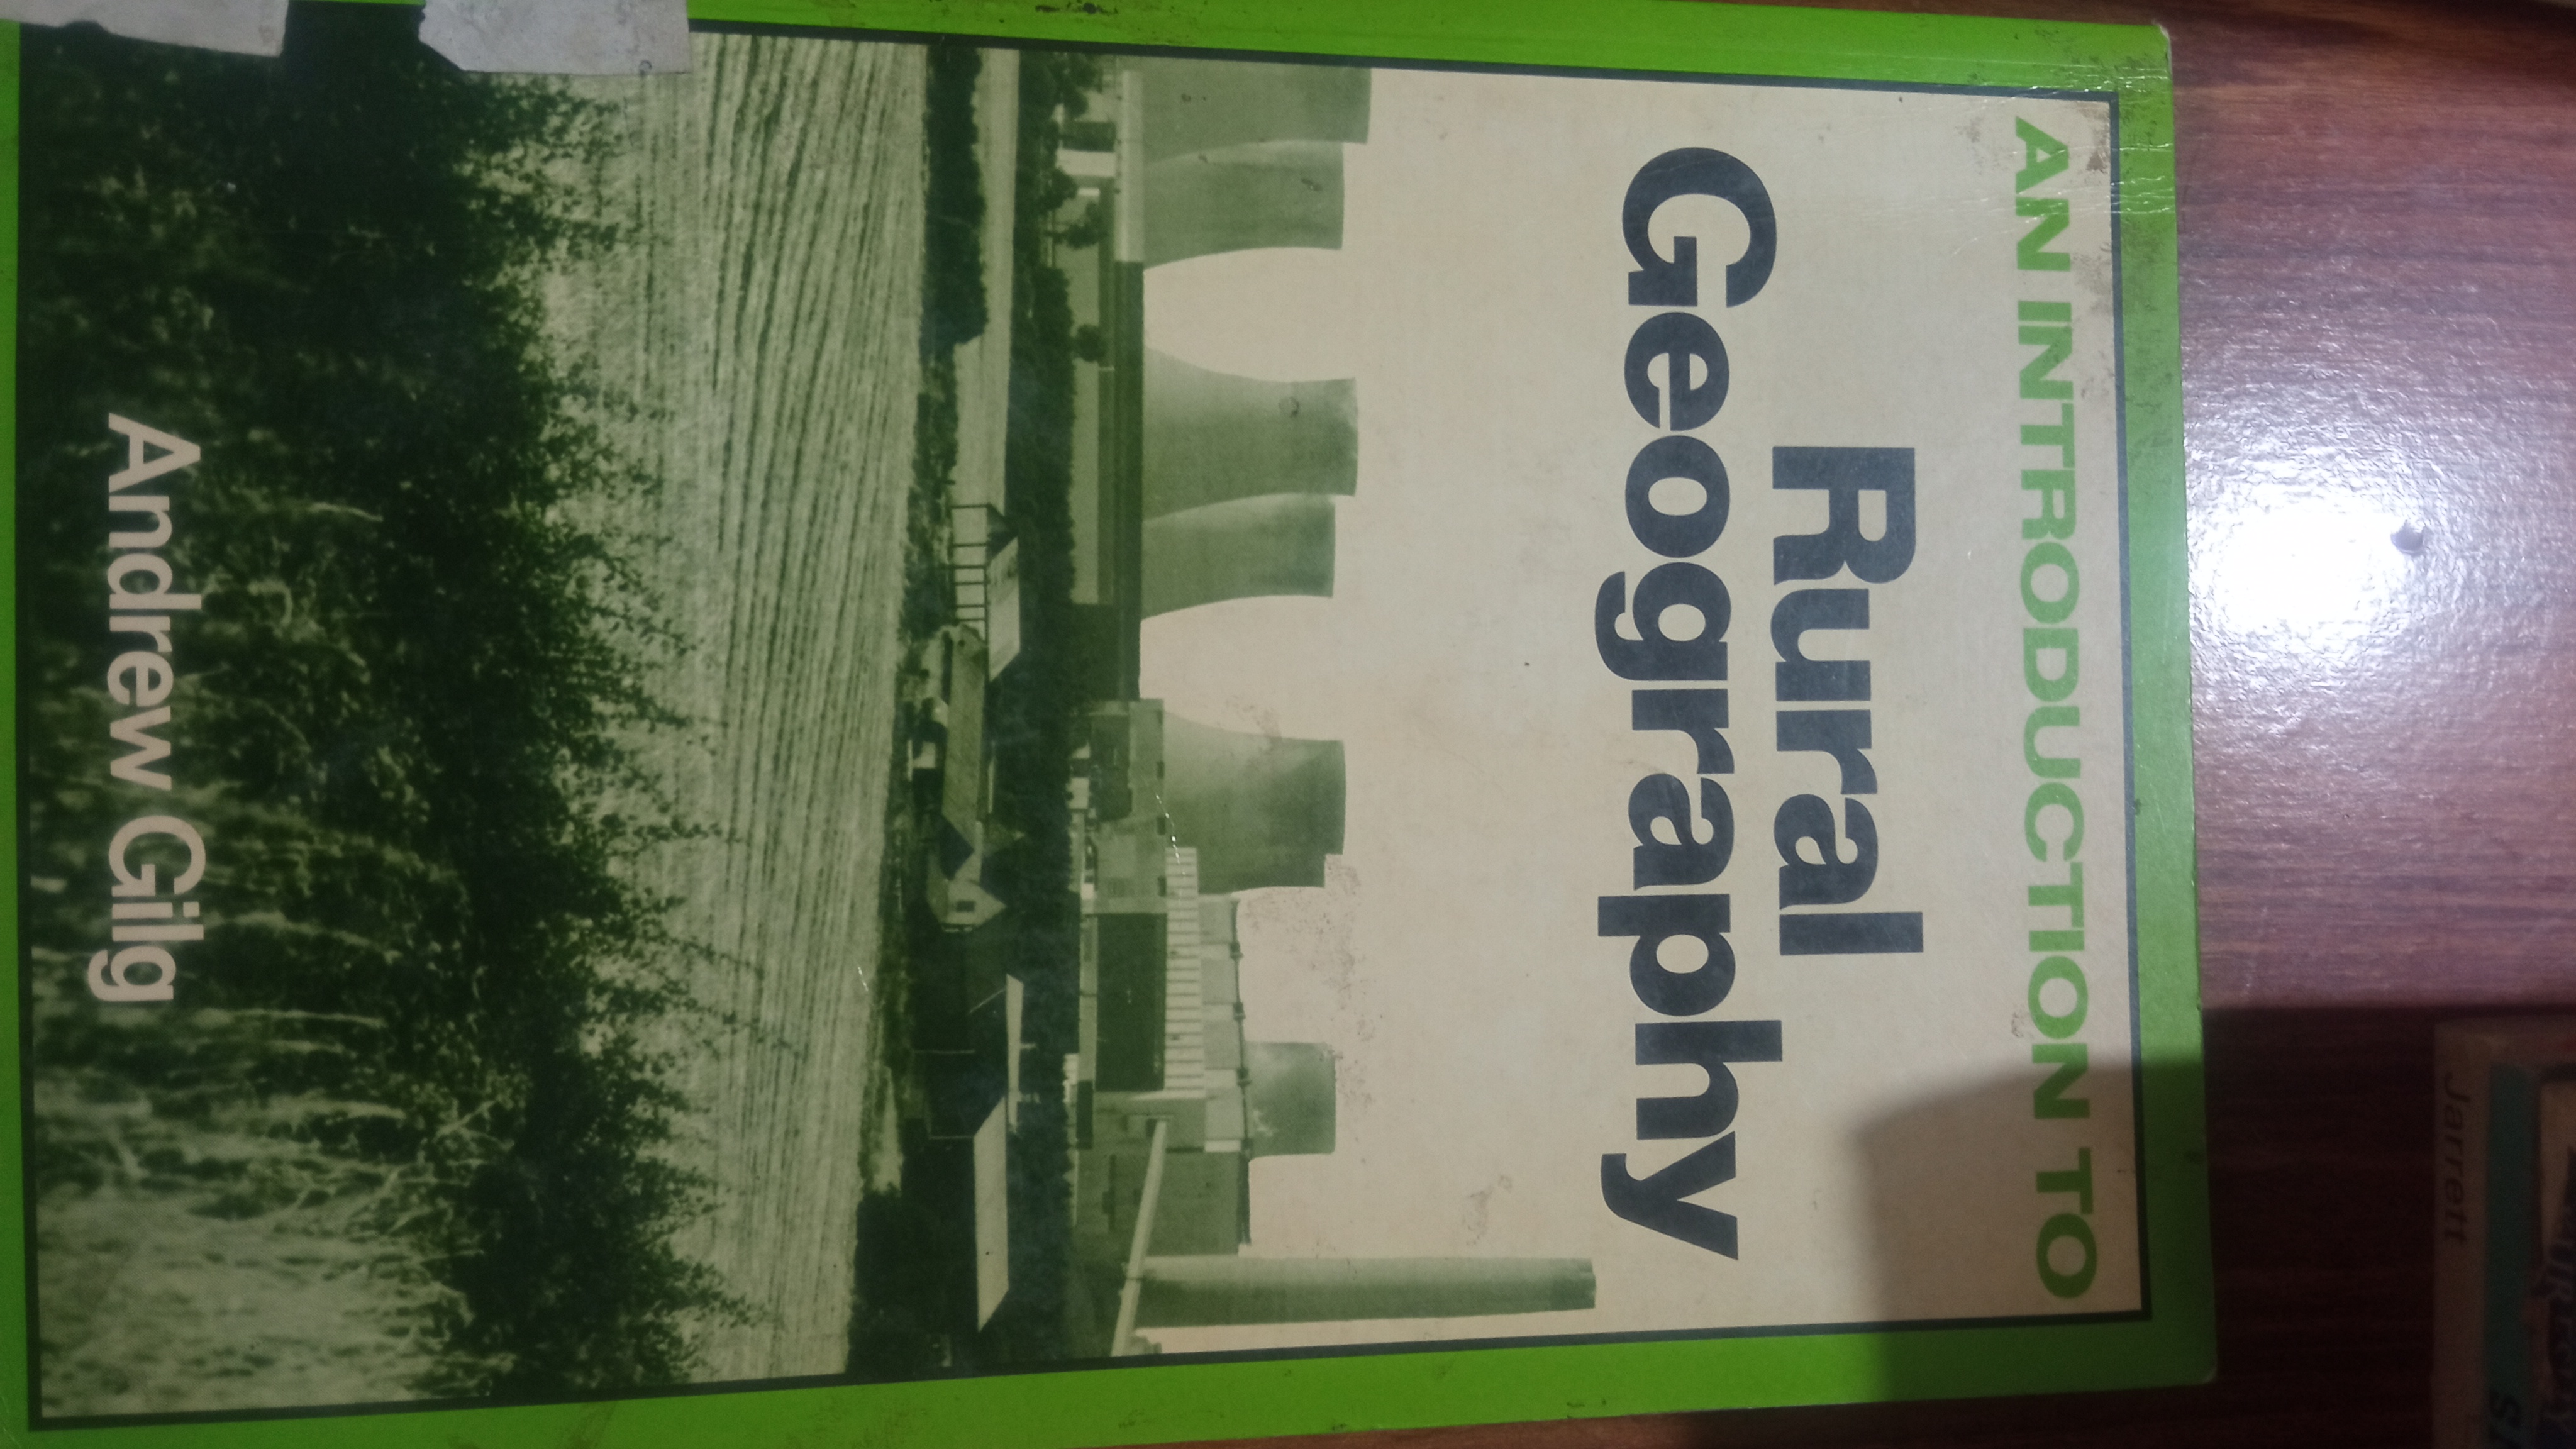 AN INTRODUCTION TO
Rural
Geography
Andrew Gilg
Jarrett